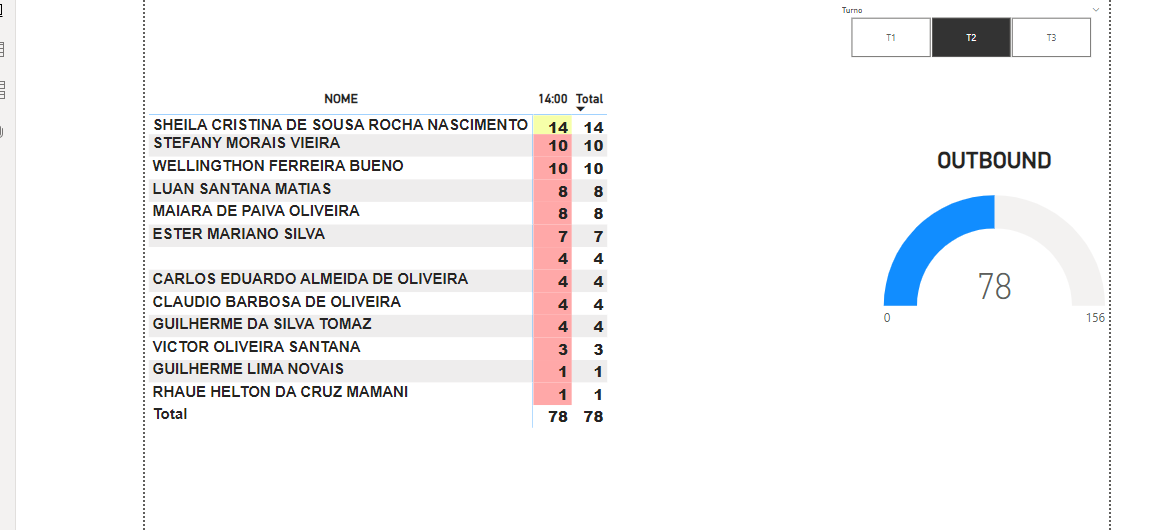 Turno
T1 T2 T3
NOME 14:00 Total
SHEILA CRISTINA DE SOUSA ROCHA NASCIMENTO 14 14
STEFANY MORAIS VIEIRA 10 10
WELLINGTHON FERREIRA BUENO 10 10
LUAN SANTANA MATIAS 8 8
MAIARA DE PAIVA OLIVEIRA 8 8
ESTER MARIANO SILVA 7 7
4 4
CARLOS EDUARDO ALMEIDA DE OLIVEIRA 4 4
CLAUDIO BARBOSA DE OLIVEIRA 4 4
GUILHERME DA SILVA TOMAZ 4 4
VICTOR OLIVEIRA SANTANA 3 3
GUILHERME LIMA NOVAIS 1 1
RHAUE HELTON DA CRUZ MAMANI 1 1
Total 78 78
OUTBOUND
78
0 156